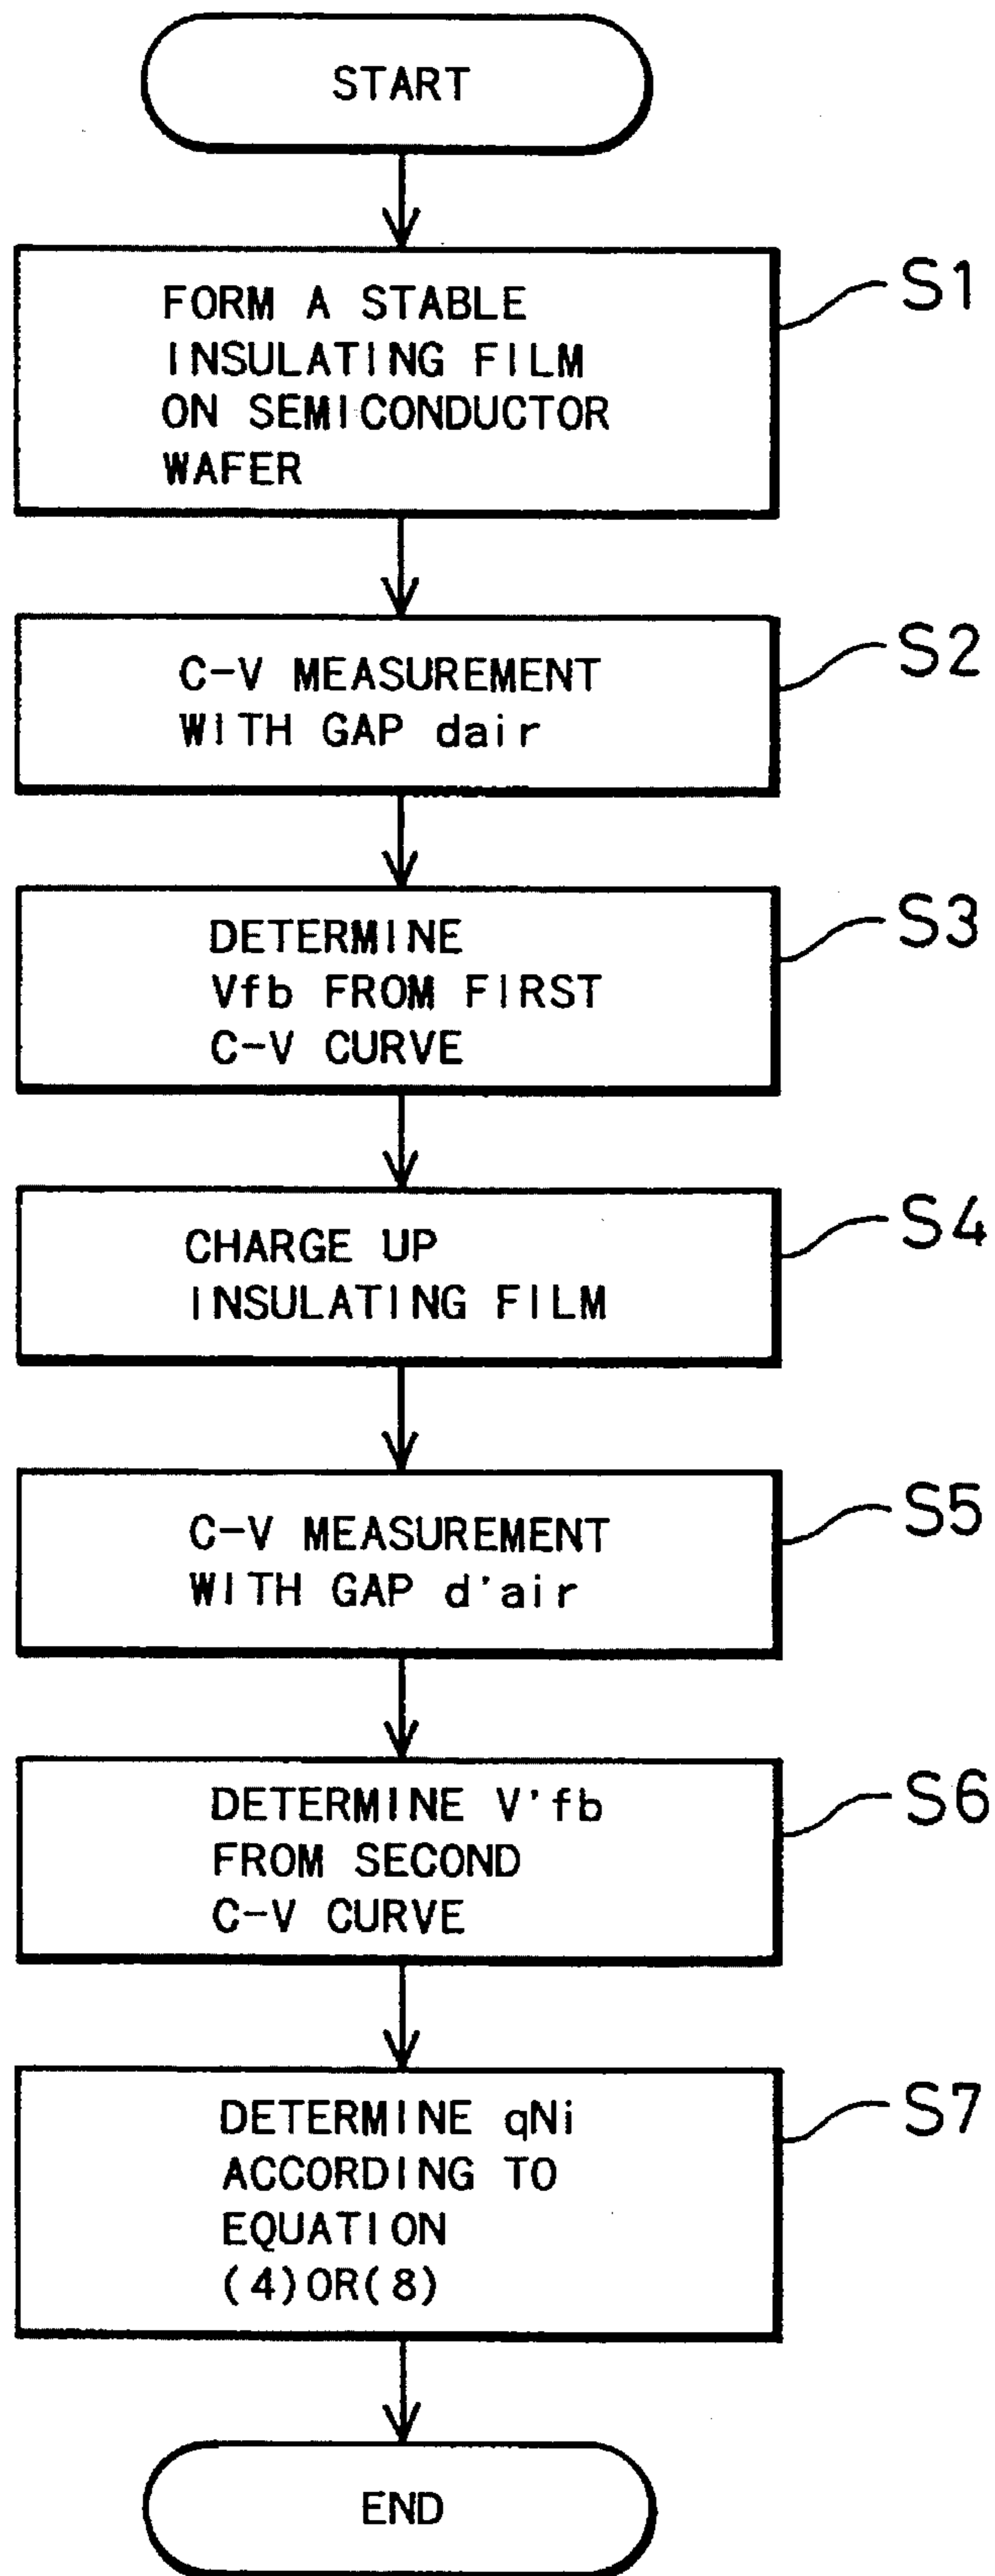 START
FORM A STABLE
INSULATING FILM
ON SEMICONDUCTOR
WAFER
S1
C-V MEASUREMENT
WITH GAP dair
S2
DETERMINE
Vfb FROM FIRST
C-V CURVE
S3
CHARGE UP
INSULATING FILM
S4
C-V MEASUREMENT
WITH GAP d'air
S5
DETERMINE V'fb
FROM SECOND
C-V CURVE
S6
DETERMINE qNi
ACCORDING TO
EQUATION
(4)OR(8)
S7
END